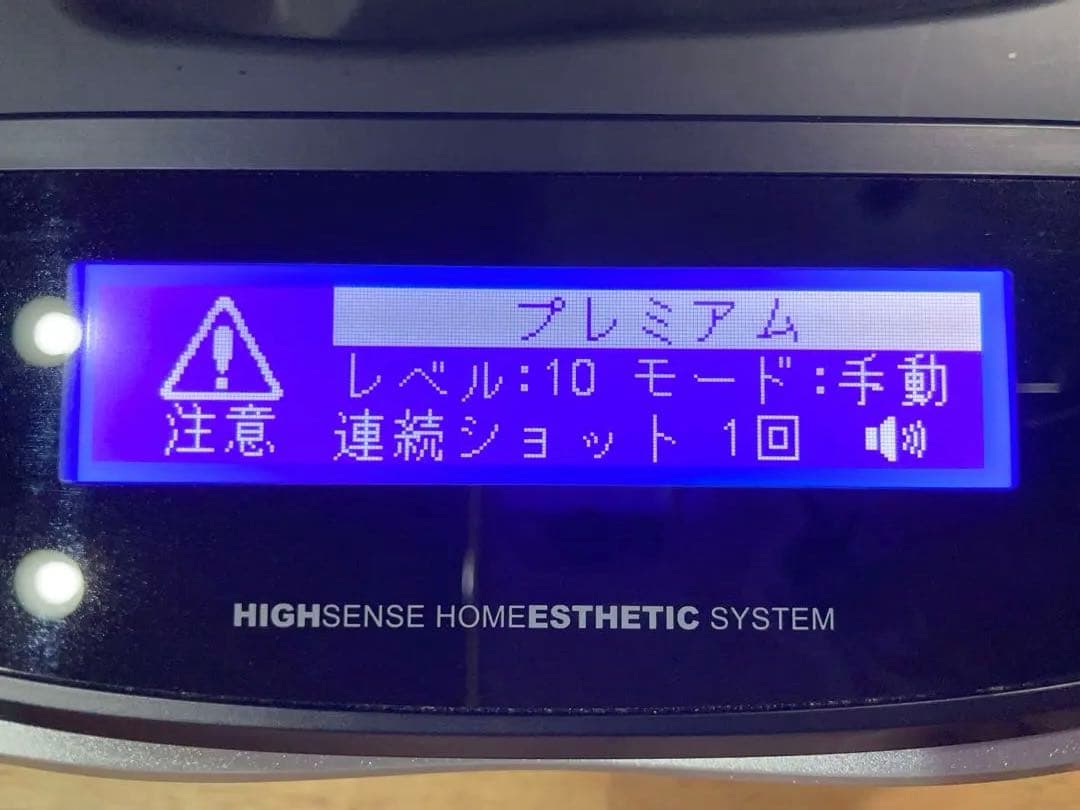 プレミアム
レベル:10 モード:手動
注意
連続ショット 1回
HIGHSENSE HOMEESTHETIC SYSTEM